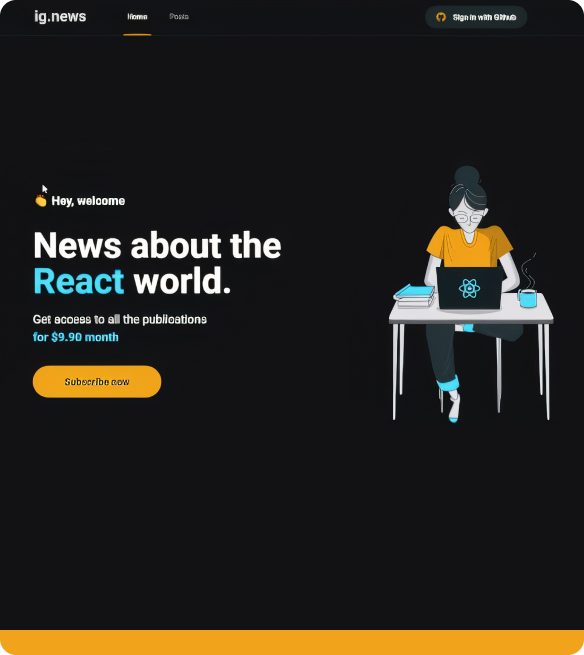 ig.news
Home
Posts
Sign in with Github
👏 Hey, welcome
News about the
React world.
Get access to all the publications
for $9.90 month
Subscribe now